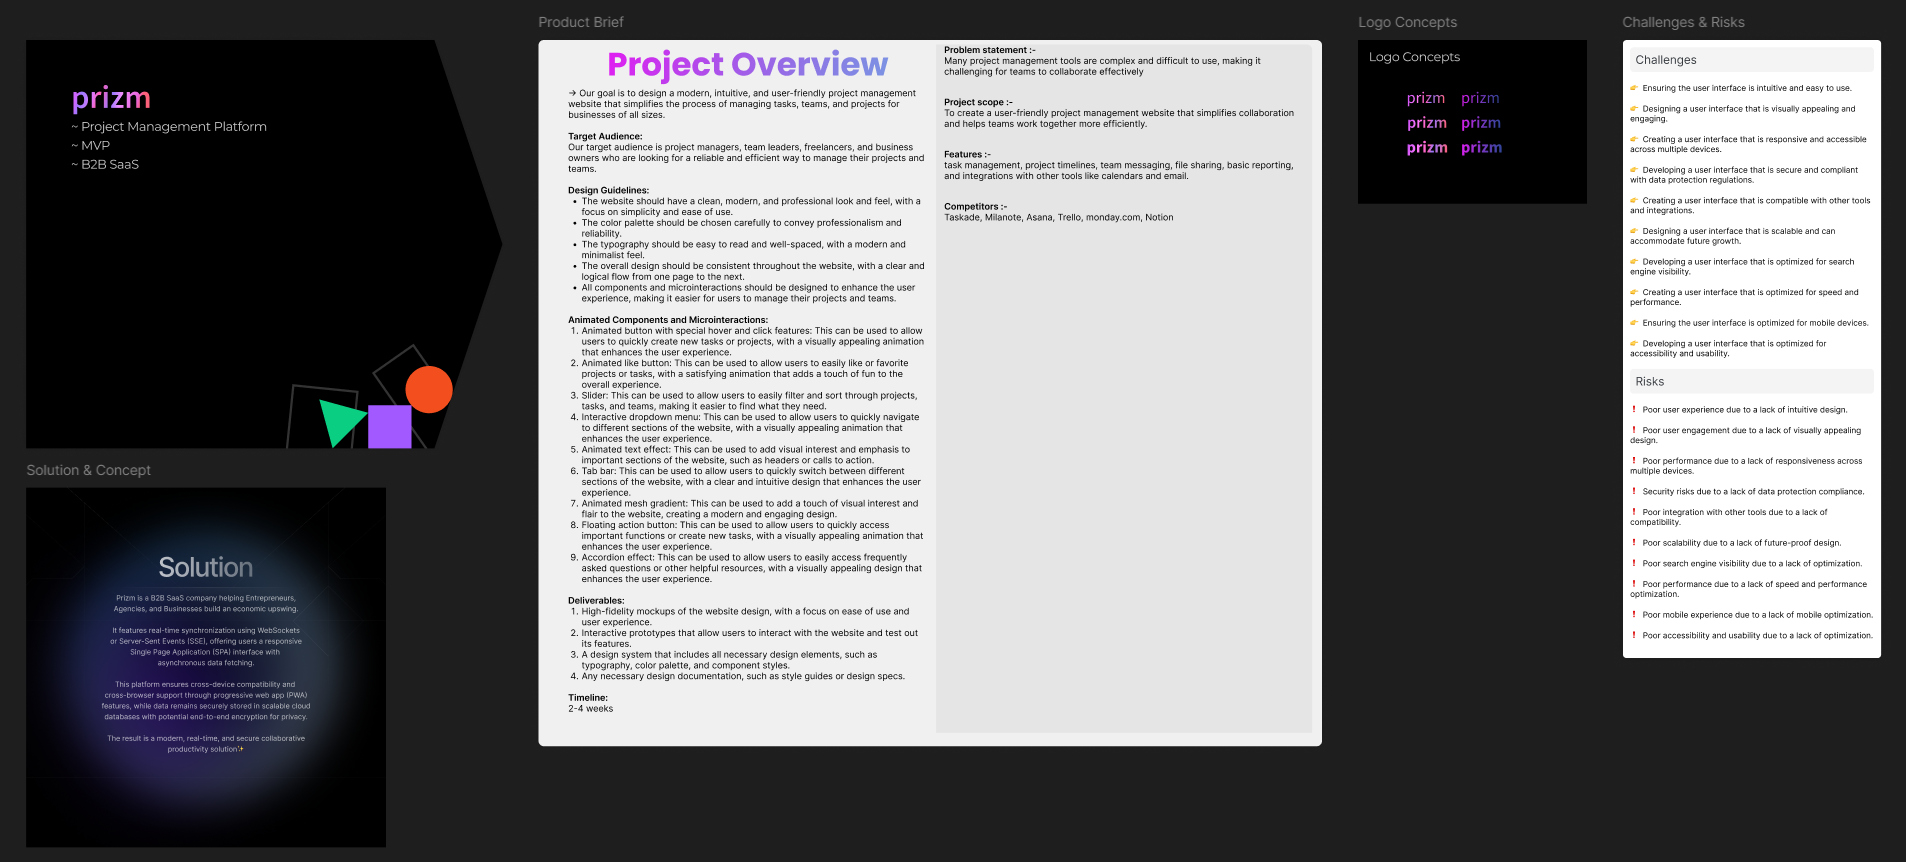 prizm
~ Project Management Platform
~ MVP
~ B2B SaaS
Solution & Concept
Solution
Prizm is a B2B SaaS company helping Entrepreneurs,
Agencies, and Businesses build an economic upswing.
It features real-time synchronization using WebSockets
or Server-Sent Events (SSE), offering users a responsive
Single Page Application (SPA) interface with
asynchronous data fetching.
This platform ensures cross-device compatibility and
cross-browser support through progressive web app (PWA)
features, while data remains securely stored in scalable cloud
databases with potential end-to-end encryption for privacy.
The result is a modern, real-time, and secure collaborative
productivity solution✨
Product Brief
Project Overview
→ Our goal is to design a modern, intuitive, and user-friendly project management
website that simplifies the process of managing tasks, teams, and projects for
businesses of all sizes.
Target Audience:
Our target audience is project managers, team leaders, freelancers, and business
owners who are looking for a reliable and efficient way to manage their projects and
teams.
Design Guidelines:
• The website should have a clean, modern, and professional look and feel, with a
focus on simplicity and ease of use.
• The color palette should be chosen carefully to convey professionalism and
reliability.
• The typography should be easy to read and well-spaced, with a modern and
minimalist feel.
• The overall design should be consistent throughout the website, with a clear and
logical flow from one page to the next.
• All components and microinteractions should be designed to enhance the user
experience, making it easier for users to manage their projects and teams.
Animated Components and Microinteractions:
1. Animated button with special hover and click features: This can be used to allow
users to quickly create new tasks or projects, with a visually appealing animation
that enhances the user experience.
2. Animated like button: This can be used to allow users to easily like or favorite
projects or tasks, with a satisfying animation that adds a touch of fun to the
overall experience.
3. Slider: This can be used to allow users to easily filter and sort through projects,
tasks, and teams, making it easier to find what they need.
4. Interactive dropdown menu: This can be used to allow users to quickly navigate
to different sections of the website, with a visually appealing animation that
enhances the user experience.
5. Animated text effect: This can be used to add visual interest and emphasis to
important sections of the website, such as headers or calls to action.
6. Tab bar: This can be used to allow users to quickly switch between different
sections of the website, with a clear and intuitive design that enhances the user
experience.
7. Animated mesh gradient: This can be used to add a touch of visual interest and
flair to the website, creating a modern and engaging design.
8. Floating action button: This can be used to allow users to quickly access
important functions or create new tasks, with a visually appealing animation that
enhances the user experience.
9. Accordion effect: This can be used to allow users to easily access frequently
asked questions or other helpful resources, with a visually appealing design that
enhances the user experience.
Deliverables:
1. High-fidelity mockups of the website design, with a focus on ease of use and
user experience.
2. Interactive prototypes that allow users to interact with the website and test out
its features.
3. A design system that includes all necessary design elements, such as
typography, color palette, and component styles.
4. Any necessary design documentation, such as style guides or design specs.
Timeline:
2-4 weeks
Problem statement :-
Many project management tools are complex and difficult to use, making it
challenging for teams to collaborate effectively
Project scope :-
To create a user-friendly project management website that simplifies collaboration
and helps teams work together more efficiently.
Features :-
task management, project timelines, team messaging, file sharing, basic reporting,
and integrations with other tools like calendars and email.
Competitors :-
Taskade, Milanote, Asana, Trello, monday.com, Notion
Logo Concepts
Logo Concepts
prizm prizm
prizm prizm
prizm prizm
Challenges & Risks
Challenges
👉 Ensuring the user interface is intuitive and easy to use.
👉 Designing a user interface that is visually appealing and
engaging.
👉 Creating a user interface that is responsive and accessible
across multiple devices.
👉 Developing a user interface that is secure and compliant
with data protection regulations.
👉 Creating a user interface that is compatible with other tools
and integrations.
👉 Designing a user interface that is scalable and can
accommodate future growth.
👉 Developing a user interface that is optimized for search
engine visibility.
👉 Creating a user interface that is optimized for speed and
performance.
👉 Ensuring the user interface is optimized for mobile devices.
👉 Developing a user interface that is optimized for
accessibility and usability.
Risks
❗ Poor user experience due to a lack of intuitive design.
❗ Poor user engagement due to a lack of visually appealing
design.
❗ Poor performance due to a lack of responsiveness across
multiple devices.
❗ Security risks due to a lack of data protection compliance.
❗ Poor integration with other tools due to a lack of
compatibility.
❗ Poor scalability due to a lack of future-proof design.
❗ Poor search engine visibility due to a lack of optimization.
❗ Poor performance due to a lack of speed and performance
optimization.
❗ Poor mobile experience due to a lack of mobile optimization.
❗ Poor accessibility and usability due to a lack of optimization.